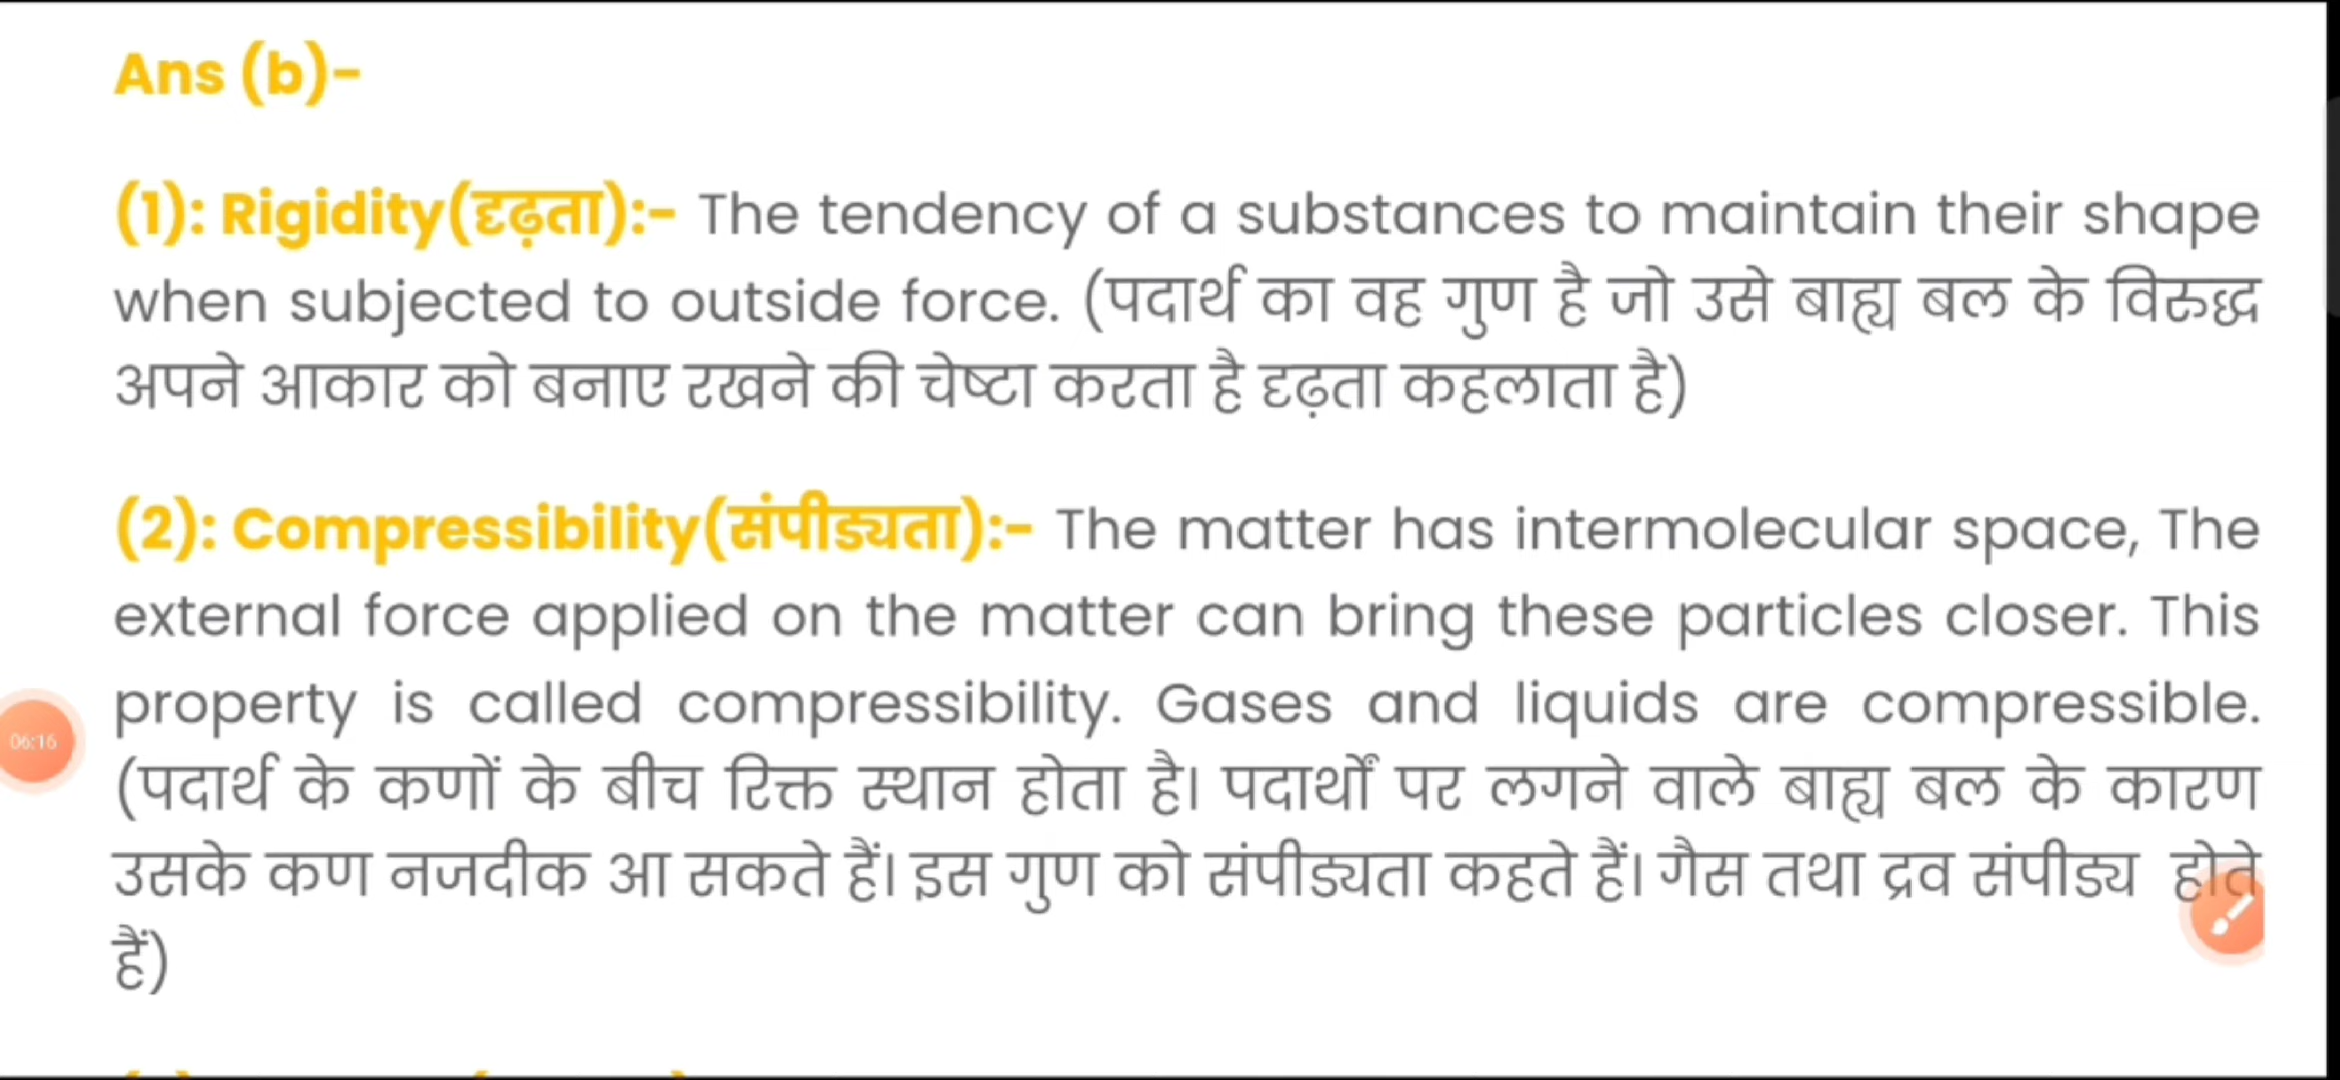 Ans (b)-
(1): Rigidity(दृढ़ता):- The tendency of a substances to maintain their shape
when subjected to outside force. (पदार्थ का वह गुण है जो उसे बाह्य बल के विरुद्ध
अपने आकार को बनाए रखने की चेष्टा करता है दृढ़ता कहलाता है)
(2): Compressibility(संपीड्यता):- The matter has intermolecular space, The
external force applied on the matter can bring these particles closer. This
property is called compressibility. Gases and liquids are compressible.
06:16
(पदार्थ के कणों के बीच रिक्त स्थान होता है। पदार्थों पर लगने वाले बाह्य बल के कारण
उसके कण नजदीक आ सकते हैं। इस गुण को संपीड्यता कहते हैं। गैस तथा द्रव संपीड्य होते
हैं)